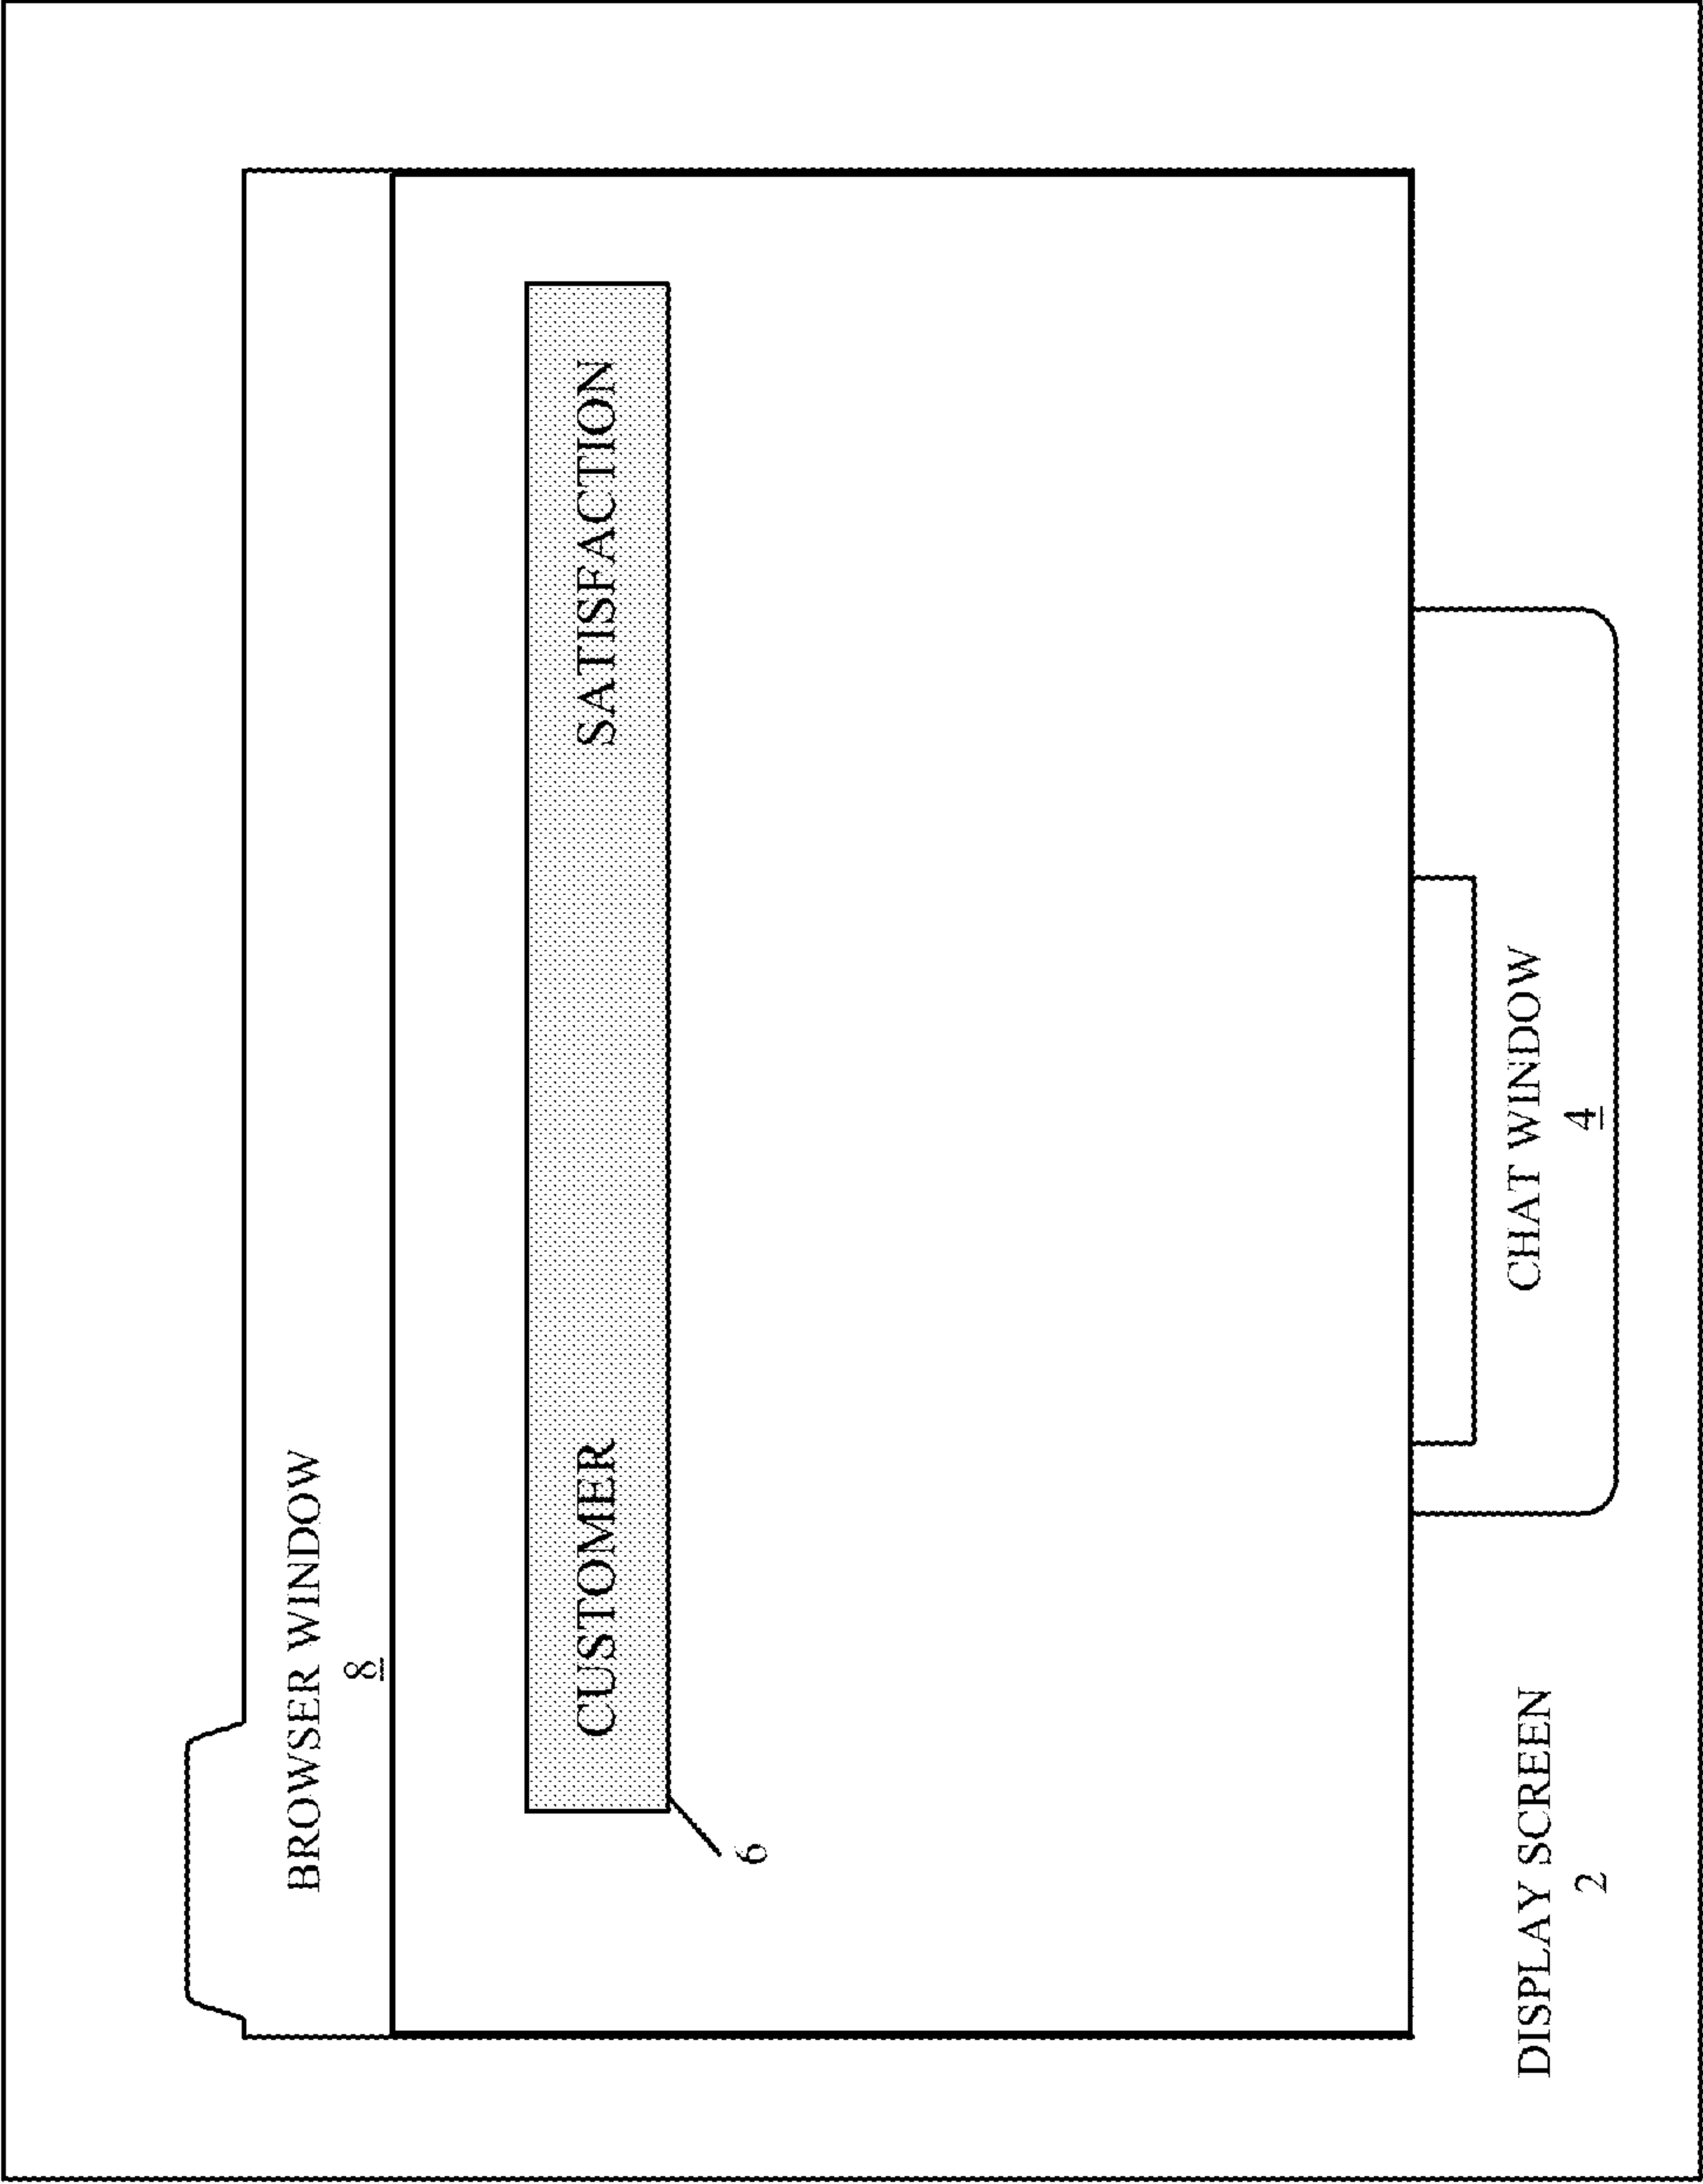 BROWSER WINDOW
8
CUSTOMER SATISFACTION
6
CHAT WINDOW
4
DISPLAY SCREEN
2